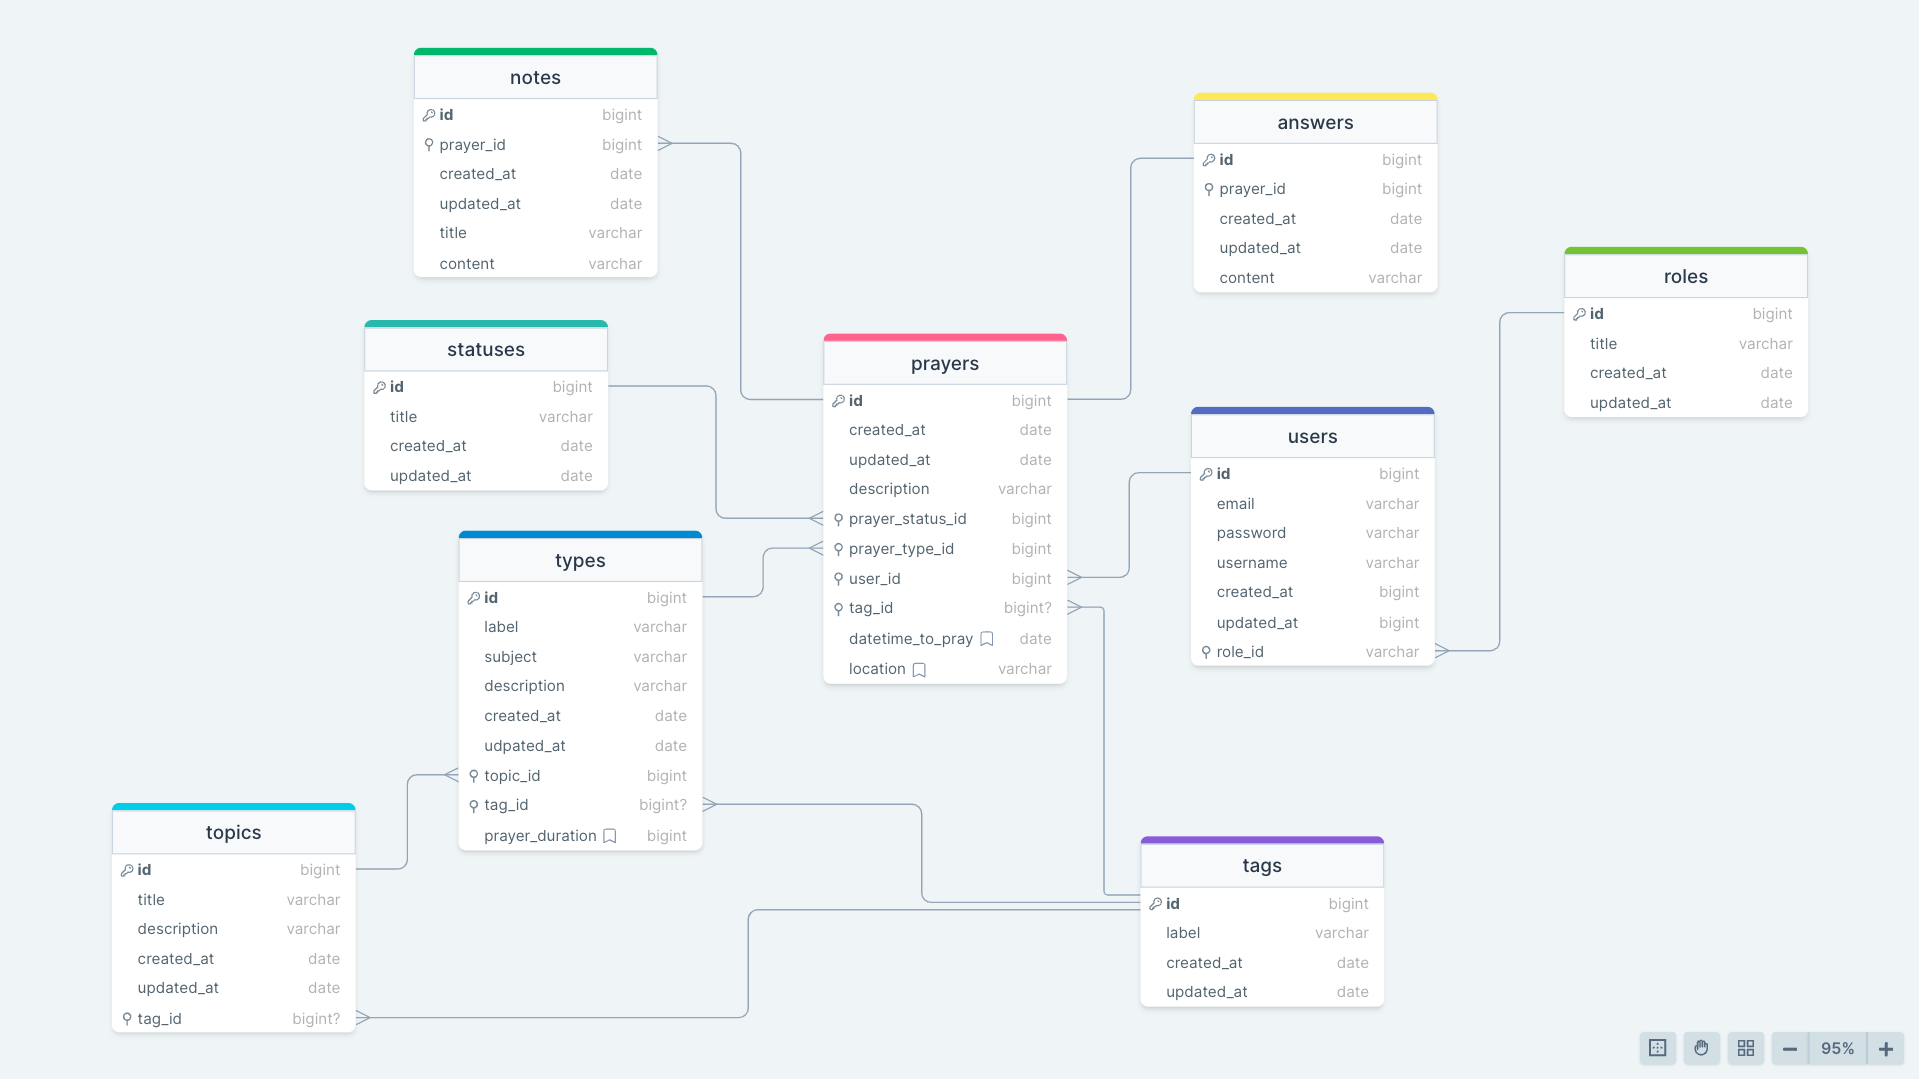 notes
id bigint
prayer_id bigint
created_at date
updated_at date
title varchar
content varchar
answers
id bigint
prayer_id bigint
created_at date
updated_at date
content varchar
roles
id bigint
title varchar
created_at date
updated_at date
statuses
id bigint
title varchar
created_at date
updated_at date
prayers
id bigint
created_at date
updated_at date
description varchar
prayer_status_id bigint
prayer_type_id bigint
user_id bigint
tag_id bigint?
datetime_to_pray date
location varchar
users
id bigint
email varchar
password varchar
username varchar
created_at bigint
updated_at bigint
role_id varchar
types
id bigint
label varchar
subject varchar
description varchar
created_at date
udpated_at date
topic_id bigint
tag_id bigint?
prayer_duration bigint
topics
id bigint
title varchar
description varchar
created_at date
updated_at date
tag_id bigint?
tags
id bigint
label varchar
created_at date
updated_at date
95%